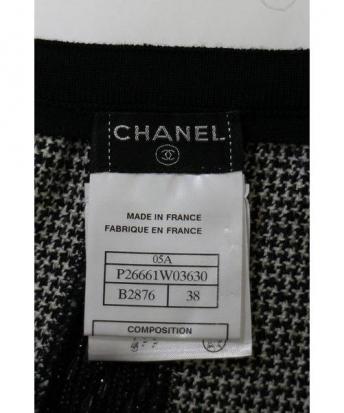 CHANEL
MADE IN FRANCE
FABRIQUE EN FRANCE
05A
P26661W03630
B2876 38
COMPOSITION